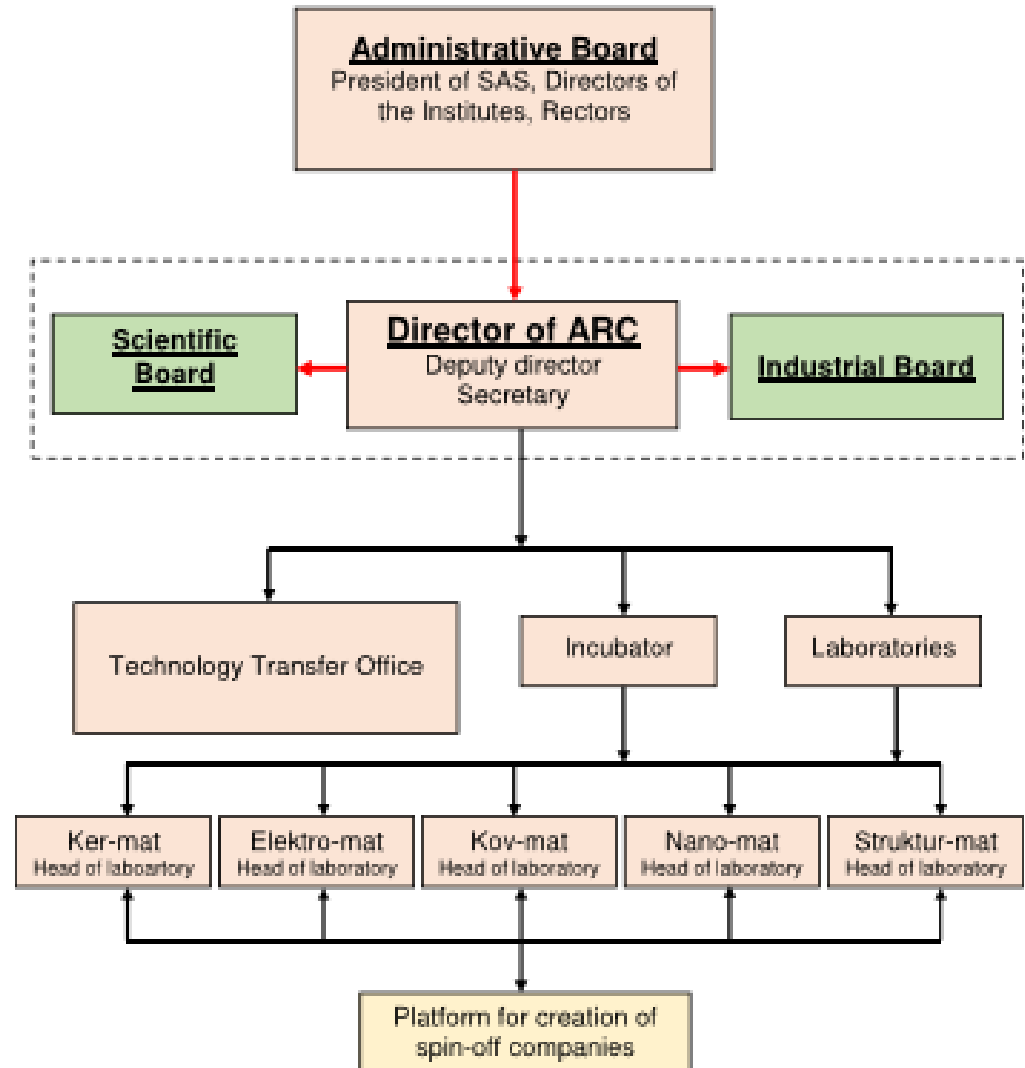 Administrative Board
President of SAS, Directors of
the Institutes, Rectors
Scientific
Board
Director of ARC
Deputy director
Secretary
Industrial Board
Technology Transfer Office
Incubator
Laboratories
Ker-mat
Head of laboartory
Elektro-mat
Head of laboratory
Kov-mat
Head of laboratory
Nano-mat
Head of laboratory
Struktur-mat
Head of laboratory
Platform for creation of
spin-off companies